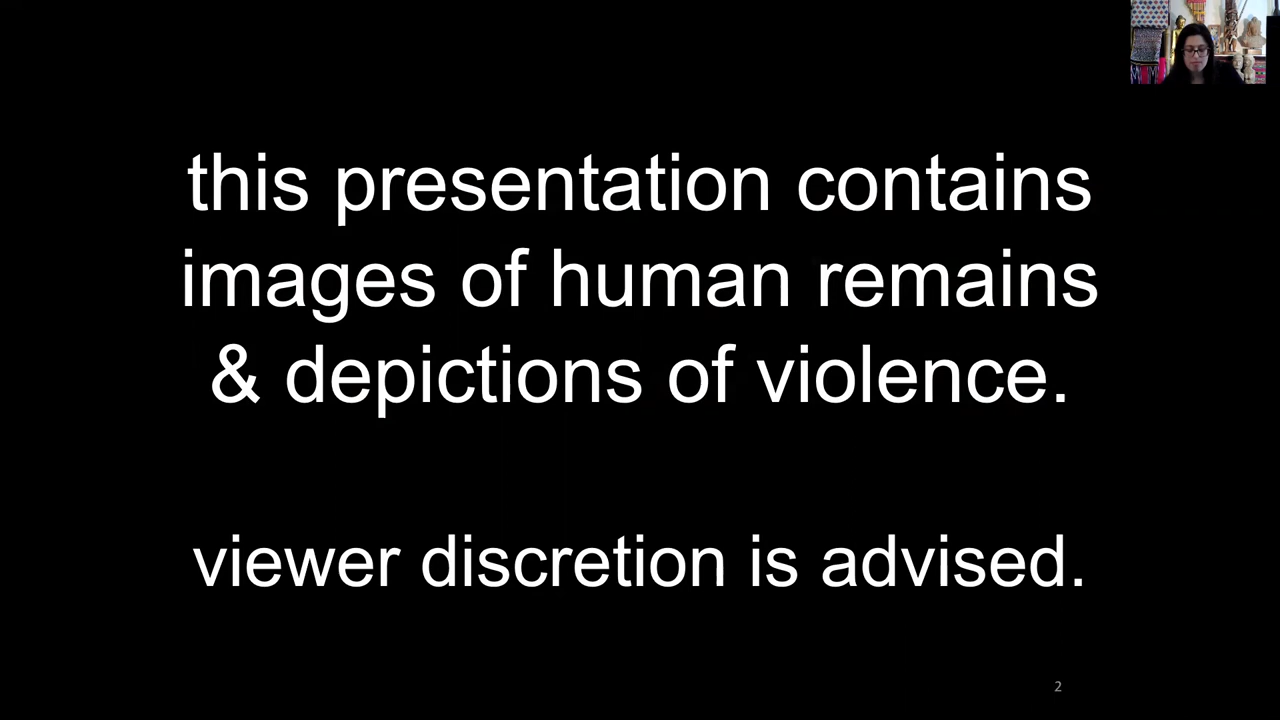 this presentation contains
images of human remains
& depictions of violence.
viewer discretion is advised.
2